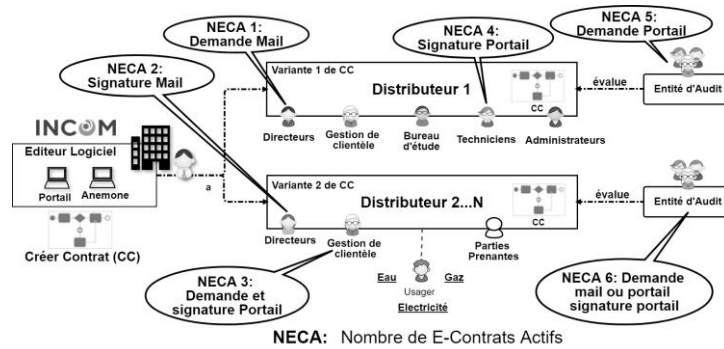 NECA 1:
Demande Mail
NECA 4:
Signature Portail
NECA 5:
Demande Portail
NECA 2:
Signature Mail
Variante 1 de CC
Distributeur 1
CC
évalue
Entité d'Audit
Directeurs
Gestion de
clientèle
Bureau
d'étude
Techniciens
Administrateurs
INCOM
Editeur Logiciel
Portail
Anemone
a
Créer Contrat (CC)
Variante 2 de CC
Distributeur 2...N
CC
évalue
Entité d'Audit
Directeurs
Gestion de
clientèle
Parties
Prenantes
Eau
Gaz
Usager
Electricité
NECA 3:
Demande et
signature Portail
NECA 6: Demande
mail ou portail
signature portail
NECA: Nombre de E-Contrats Actifs